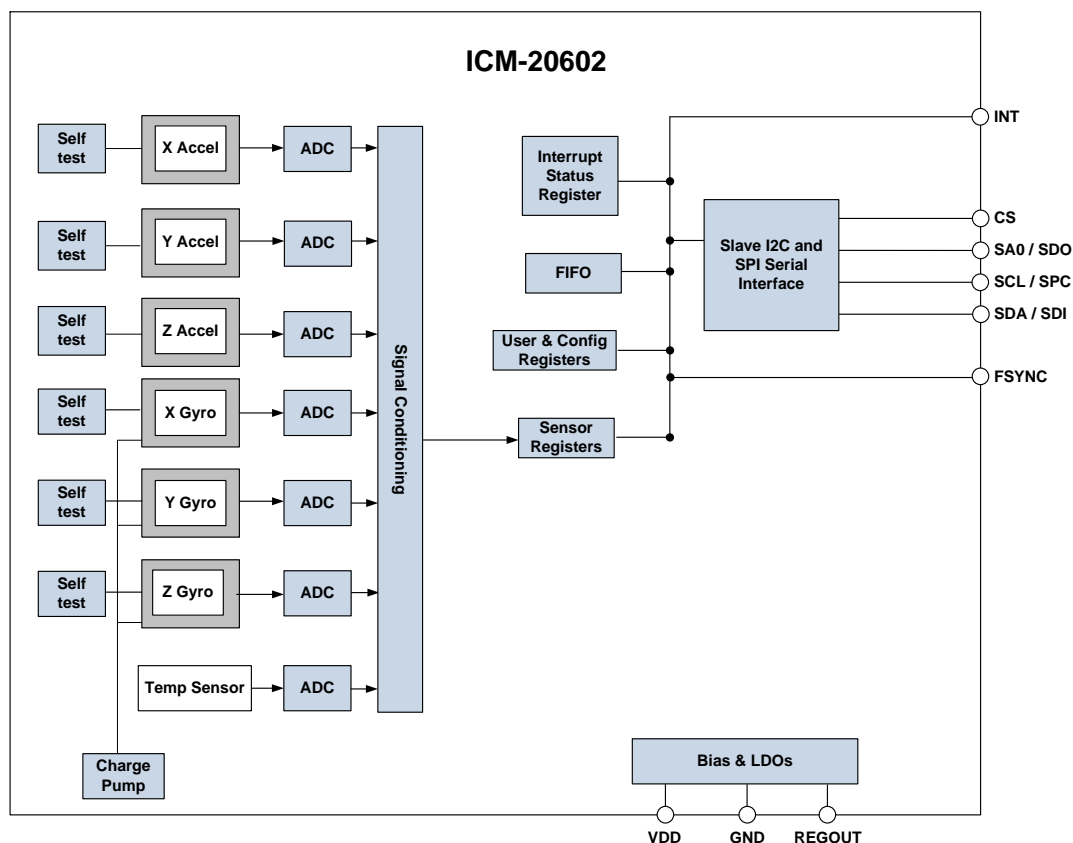 ICM-20602
Self
test
X Accel
ADC
Self
test
Y Accel
ADC
Self
test
Z Accel
ADC
Self
test
X Gyro
ADC
Self
test
Y Gyro
ADC
Self
test
Z Gyro
ADC
Temp Sensor
ADC
Charge
Pump
Signal Conditioning
Interrupt
Status
Register
FIFO
User & Config
Registers
Sensor
Registers
Slave I2C and
SPI Serial
Interface
INT
CS
SA0 / SDO
SCL / SPC
SDA / SDI
FSYNC
Bias & LDOs
VDD
GND
REGOUT